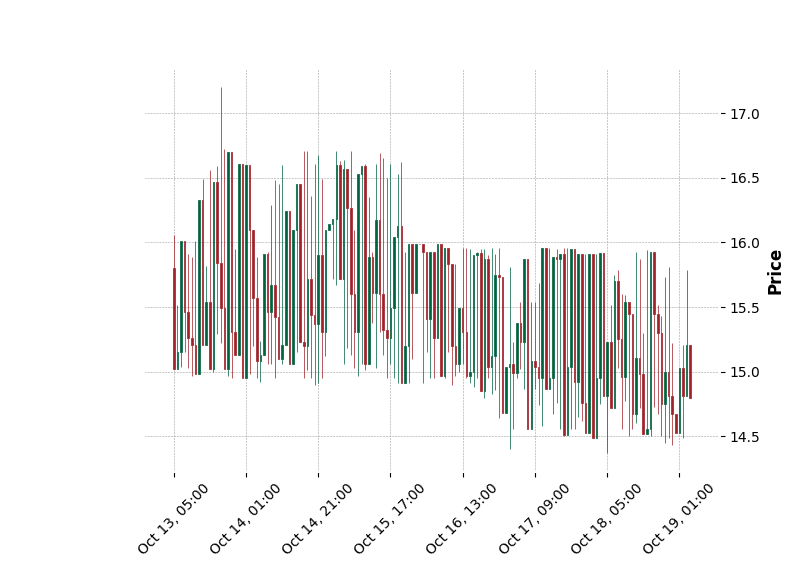 17.0
16.5
16.0
15.5
15.0
14.5
Price
Oct 13, 05:00
Oct 14, 01:00
Oct 14, 21:00
Oct 15, 17:00
Oct 16, 13:00
Oct 17, 09:00
Oct 18, 05:00
Oct 19, 01:00